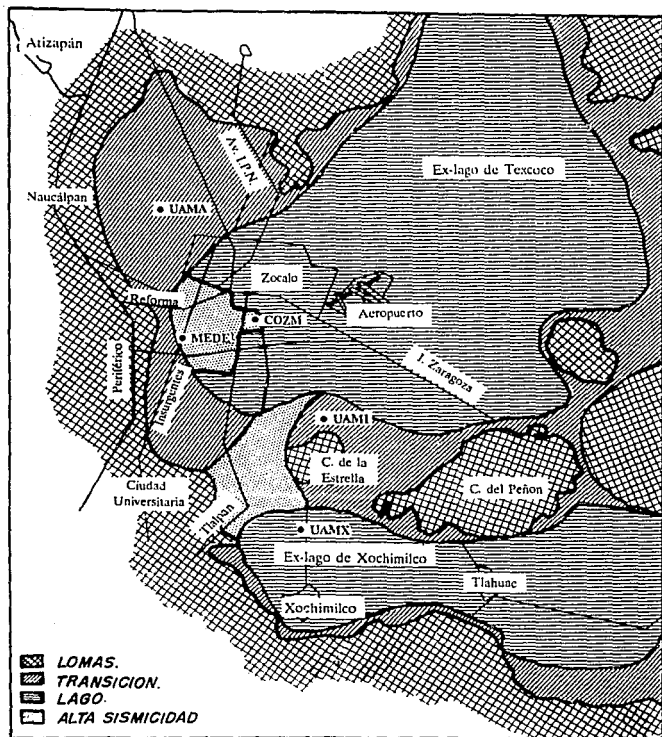 Atizapán
Av. I.P.N.
Ex-lago de Texcoco
Naucálpan
UAMA
Zocalo
Reforma
Aeropuerto
COZM
MEDE
Periférico
Insurgentes
I. Zaragoza
UAMI
C. de la
Estrella
C. del Peñon
Ciudad
Universitaria
Tlalpan
UAMX
Ex-lago de Xochimilco
Tlahuac
Xochimilco
LOMAS.
TRANSICION.
LAGO.
ALTA SISMICIDAD